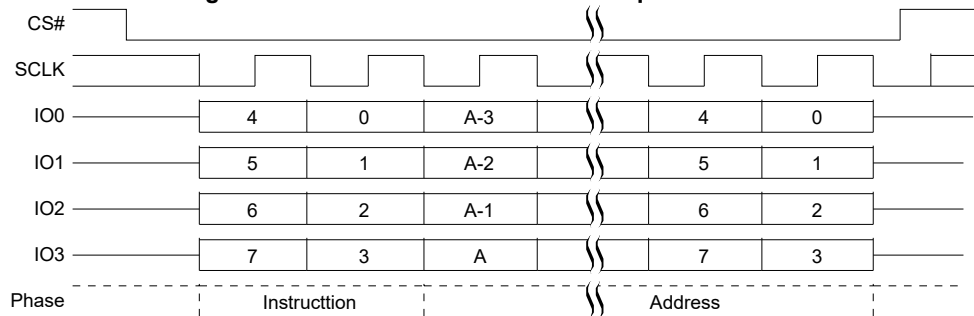 CS#
SCLK
IO0 4 0 A-3 4 0
IO1 5 1 A-2 5 1
IO2 6 2 A-1 6 2
IO3 7 3 A 7 3
Phase Instructtion Address